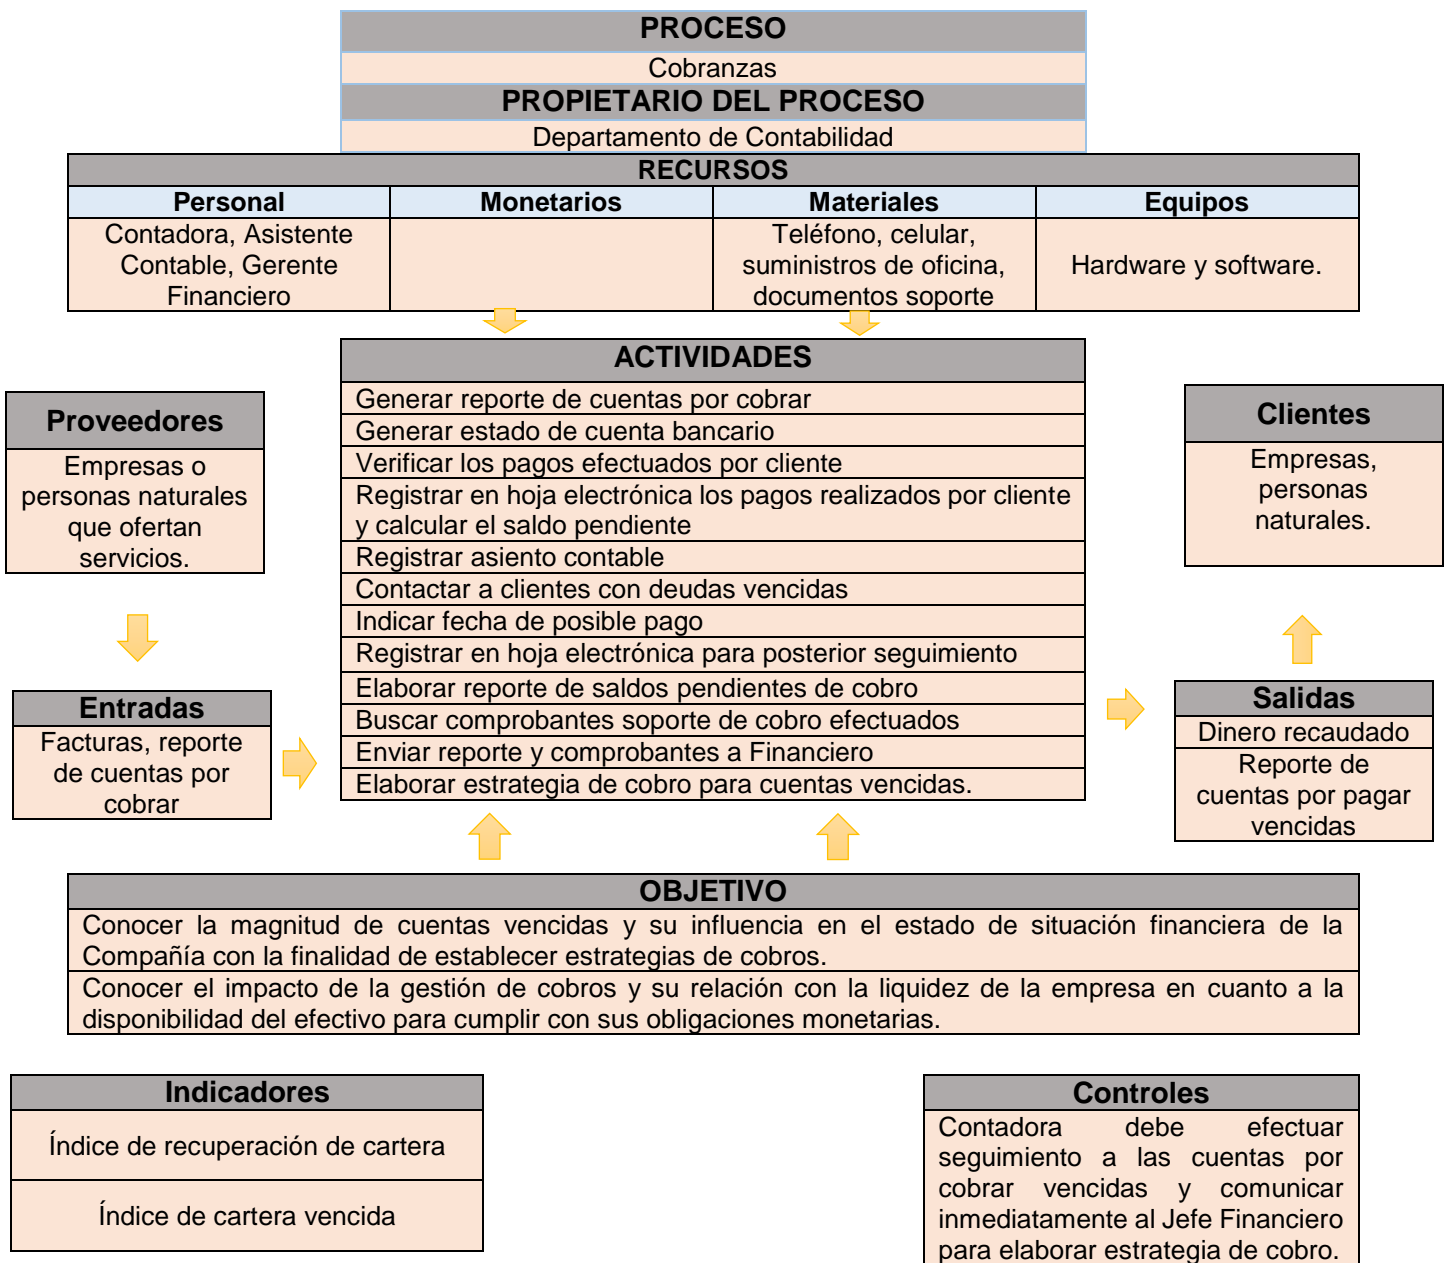 PROCESO
Cobranzas
PROPIETARIO DEL PROCESO
Departamento de Contabilidad
RECURSOS
Personal
Monetarios
Materiales
Equipos
Contadora, Asistente
Contable, Gerente
Financiero
Teléfono, celular,
suministros de oficina,
documentos soporte
Hardware y software.
Proveedores
Empresas o
personas naturales
que ofertan
servicios.
Entradas
Facturas, reporte
de cuentas por
cobrar
ACTIVIDADES
Generar reporte de cuentas por cobrar
Generar estado de cuenta bancario
Verificar los pagos efectuados por cliente
Registrar en hoja electrónica los pagos realizados por cliente
y calcular el saldo pendiente
Registrar asiento contable
Contactar a clientes con deudas vencidas
Indicar fecha de posible pago
Registrar en hoja electrónica para posterior seguimiento
Elaborar reporte de saldos pendientes de cobro
Buscar comprobantes soporte de cobro efectuados
Enviar reporte y comprobantes a Financiero
Elaborar estrategia de cobro para cuentas vencidas.
Clientes
Empresas,
personas
naturales.
Salidas
Dinero recaudado
Reporte de
cuentas por pagar
vencidas
OBJETIVO
Conocer la magnitud de cuentas vencidas y su influencia en el estado de situación financiera de la
Compañía con la finalidad de establecer estrategias de cobros.
Conocer el impacto de la gestión de cobros y su relación con la liquidez de la empresa en cuanto a la
disponibilidad del efectivo para cumplir con sus obligaciones monetarias.
Indicadores
Índice de recuperación de cartera
Índice de cartera vencida
Controles
Contadora debe efectuar
seguimiento a las cuentas por
cobrar vencidas y comunicar
inmediatamente al Jefe Financiero
para elaborar estrategia de cobro.